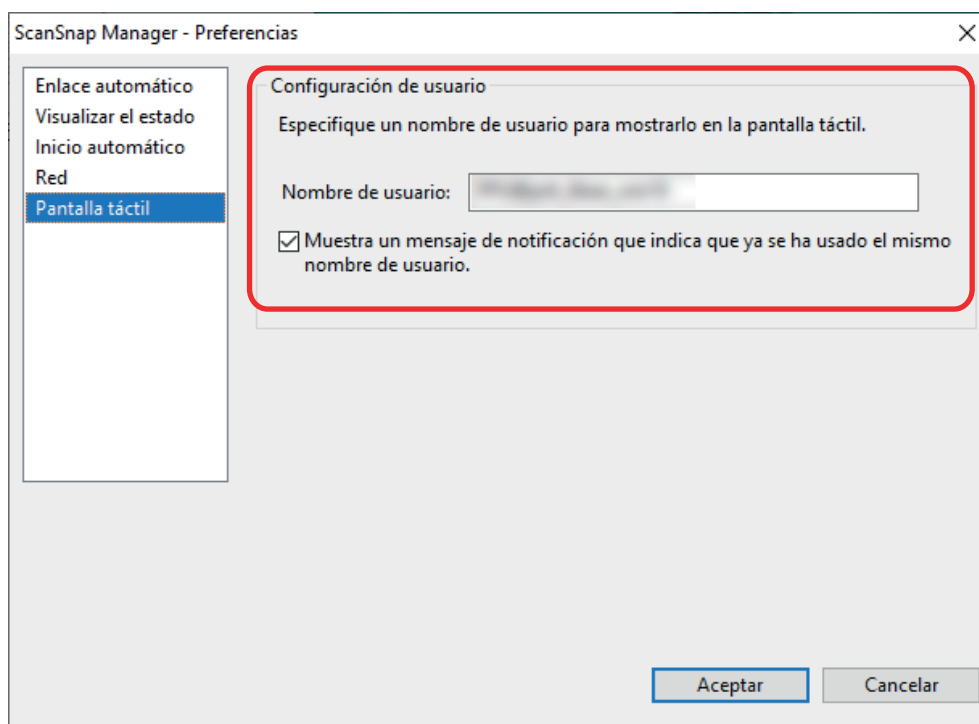 ScanSnap Manager - Preferencias
Enlace automático
Visualizar el estado
Inicio automático
Red
Pantalla táctil
Configuración de usuario
Especifique un nombre de usuario para mostrarlo en la pantalla táctil.
Nombre de usuario:
Muestra un mensaje de notificación que indica que ya se ha usado el mismo
nombre de usuario.
Aceptar
Cancelar